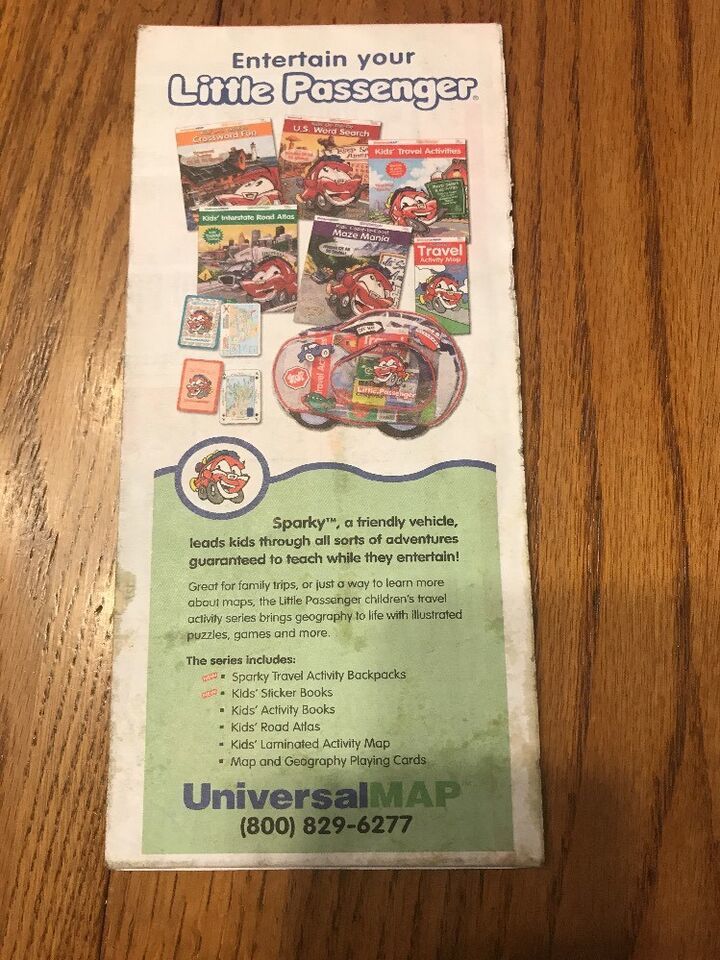 Entertain your
Little Passenger®
Crossword Fun
U.S. Word Search
Kids' Travel Activities
Kids' Interstate Road Atlas
Maze Mania
Travel
Activity Map
Little Passenger
Sparky™, a friendly vehicle,
leads kids through all sorts of adventures
guaranteed to teach while they entertain!
Great for family trips, or just a way to learn more
about maps, the Little Passenger children's travel
activity series brings geography to life with illustrated
puzzles, games and more.
The series includes:
NEW! ▪ Sparky Travel Activity Backpacks
NEW! ▪ Kids' Sticker Books
▪ Kids' Activity Books
▪ Kids' Road Atlas
▪ Kids' Laminated Activity Map
▪ Map and Geography Playing Cards
UniversalMAP™
(800) 829-6277